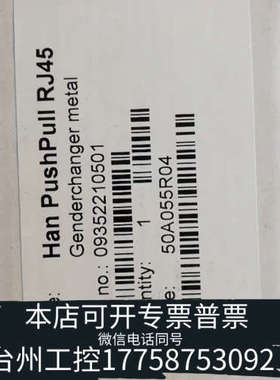 Han PushPull RJ45
Genderchanger metal
no.: 09352210501
ntity: 1
e: 50A055R04
e:
本店可开专票普票
微信电话同号
台州工控17758753092